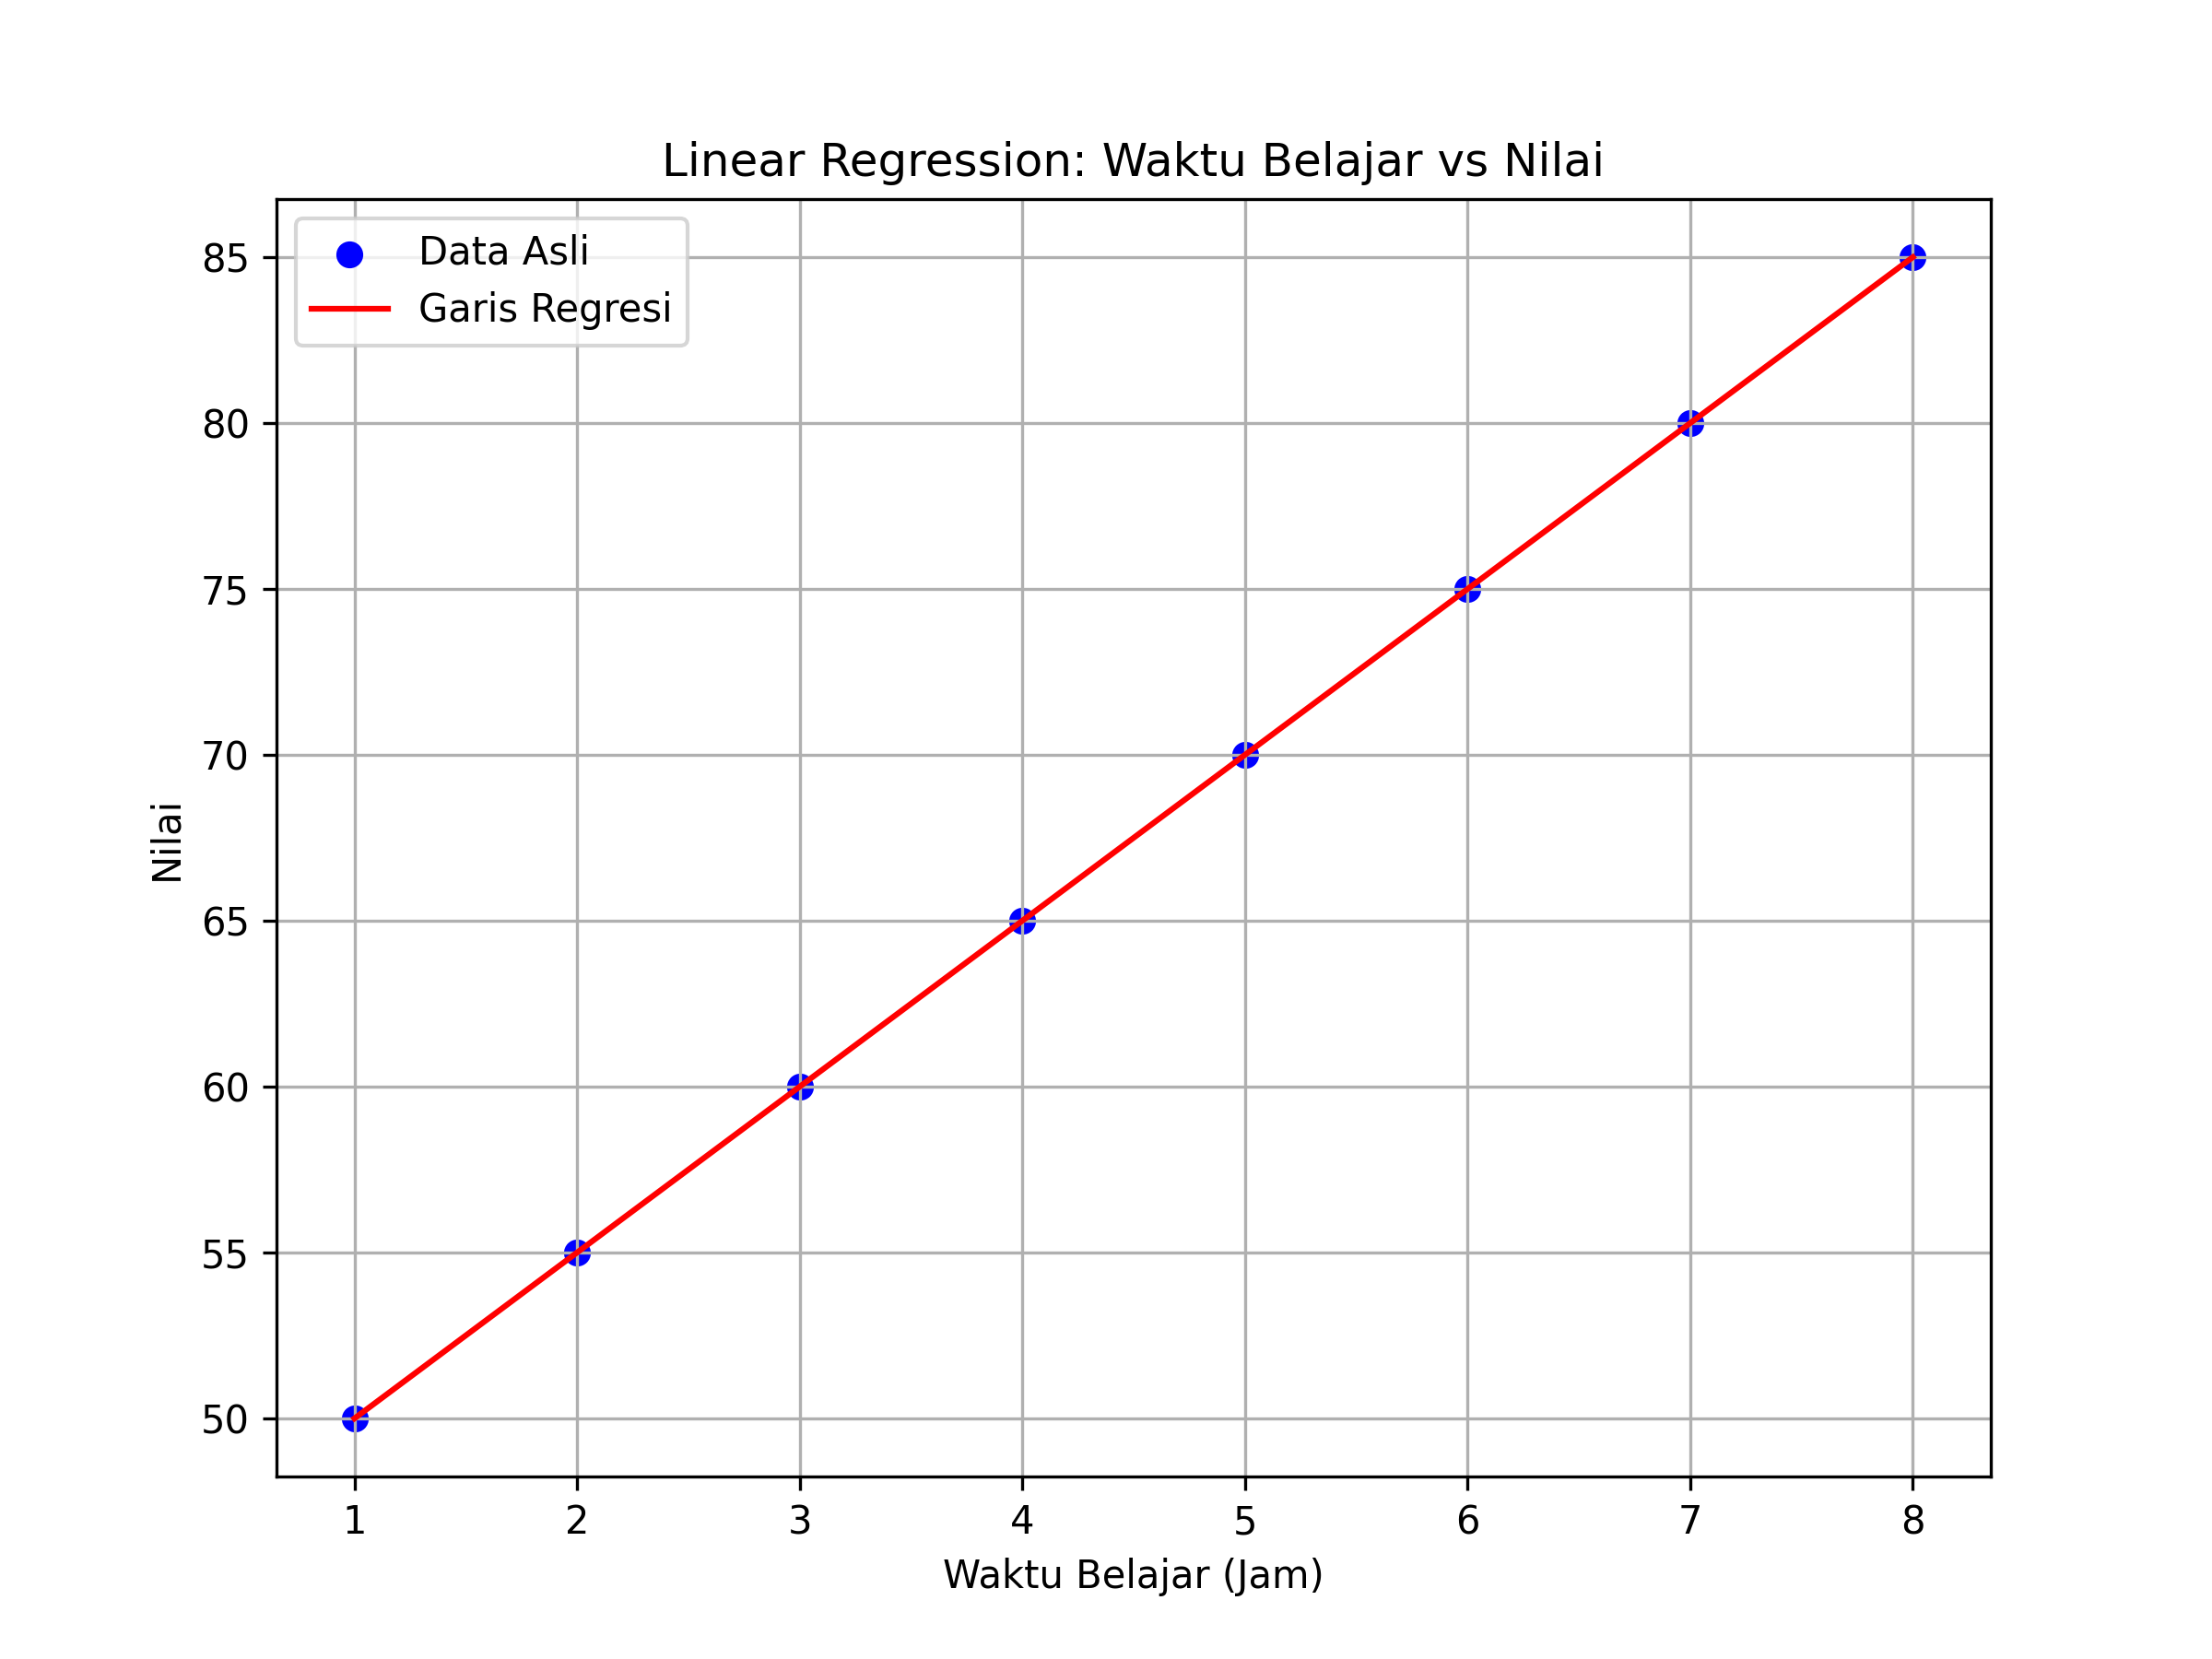 Linear Regression: Waktu Belajar vs Nilai
Data Asli
Garis Regresi
85
80
75
70
65
60
55
50
Nilai
1 2 3 4 5 6 7 8
Waktu Belajar (Jam)